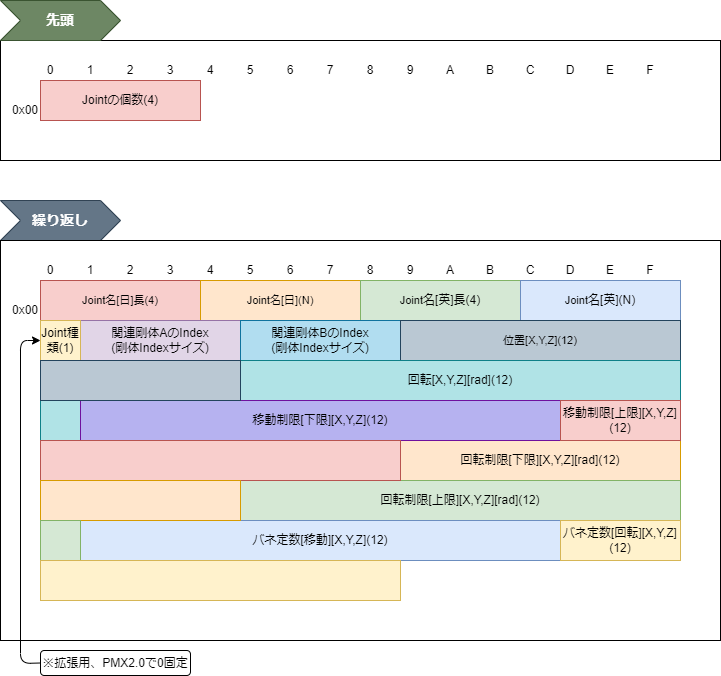 先頭
0 1 2 3 4 5 6 7 8 9 A B C D E F
0x00
Jointの個数(4)
繰り返し
0 1 2 3 4 5 6 7 8 9 A B C D E F
0x00
Joint名[日]長(4)
Joint名[日](N)
Joint名[英]長(4)
Joint名[英](N)
Joint種
類(1)
関連剛体AのIndex
(剛体Indexサイズ)
関連剛体BのIndex
(剛体Indexサイズ)
位置[X,Y,Z](12)
回転[X,Y,Z][rad](12)
移動制限[下限][X,Y,Z](12)
移動制限[上限][X,Y,Z]
(12)
回転制限[下限][X,Y,Z][rad](12)
回転制限[上限][X,Y,Z][rad](12)
バネ定数[移動][X,Y,Z](12)
バネ定数[回転][X,Y,Z]
(12)
※拡張用、PMX2.0で0固定